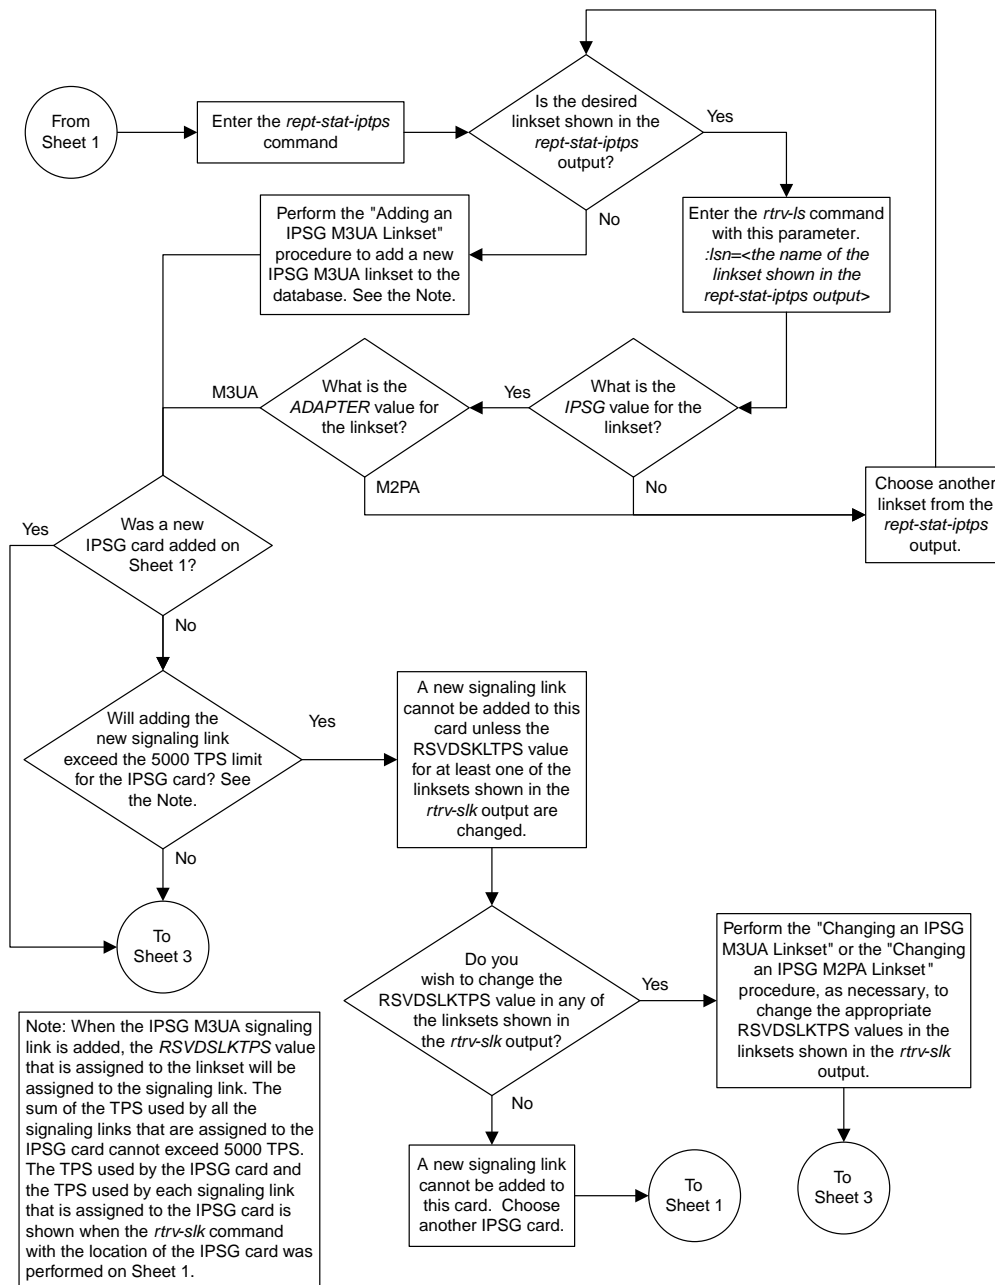 From
Sheet 1
Enter the rept-stat-iptps
command
Is the desired
linkset shown in the
rept-stat-iptps
output?
Yes
No
Perform the "Adding an
IPSG M3UA Linkset"
procedure to add a new
IPSG M3UA linkset to the
database. See the Note.
Enter the rtrv-ls command
with this parameter.
:lsn=<the name of the
linkset shown in the
rept-stat-iptps output>
What is the
IPSG value for the
linkset?
Yes
No
What is the
ADAPTER value for
the linkset?
M3UA
M2PA
Choose another
linkset from the
rept-stat-iptps
output.
Was a new
IPSG card added on
Sheet 1?
Yes
No
Will adding the
new signaling link
exceed the 5000 TPS limit
for the IPSG card? See
the Note.
Yes
No
A new signaling link
cannot be added to this
card unless the
RSVDSKLTPS value
for at least one of the
linksets shown in the
rtrv-slk output are
changed.
To
Sheet 3
Do you
wish to change the
RSVDSLKTPS value in any of
the linksets shown in
the rtrv-slk output?
Yes
No
Perform the "Changing an IPSG
M3UA Linkset" or the "Changing
an IPSG M2PA Linkset"
procedure, as necessary, to
change the appropriate
RSVDSLKTPS values in the
linksets shown in the rtrv-slk
output.
A new signaling link
cannot be added to
this card.  Choose
another IPSG card.
To
Sheet 1
To
Sheet 3
Note: When the IPSG M3UA signaling
link is added, the RSVDSLKTPS value
that is assigned to the linkset will be
assigned to the signaling link. The
sum of the TPS used by all the
signaling links that are assigned to the
IPSG card cannot exceed 5000 TPS.
The TPS used by the IPSG card and
the TPS used by each signaling link
that is assigned to the IPSG card is
shown when the rtrv-slk command
with the location of the IPSG card was
performed on Sheet 1.